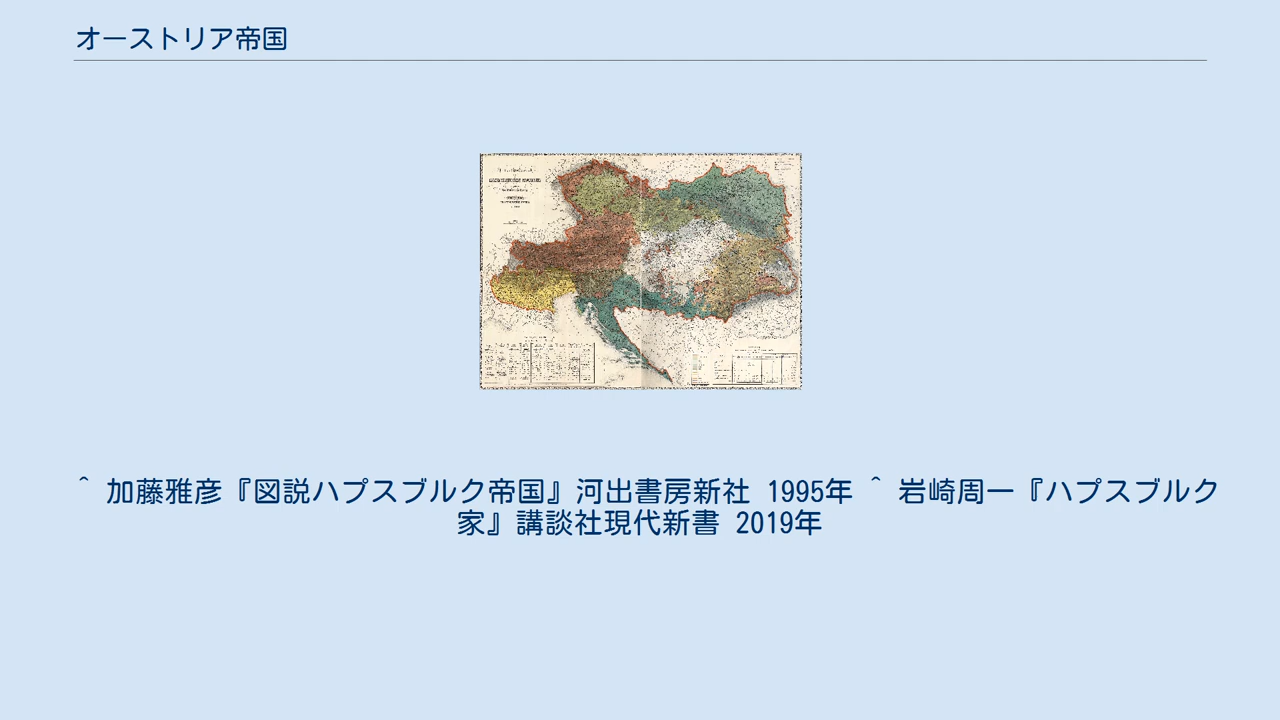 オーストリア帝国
^ 加藤雅彦『図説ハプスブルク帝国』河出書房新社 1995年 ^ 岩崎周一『ハプスブルク
家』講談社現代新書 2019年